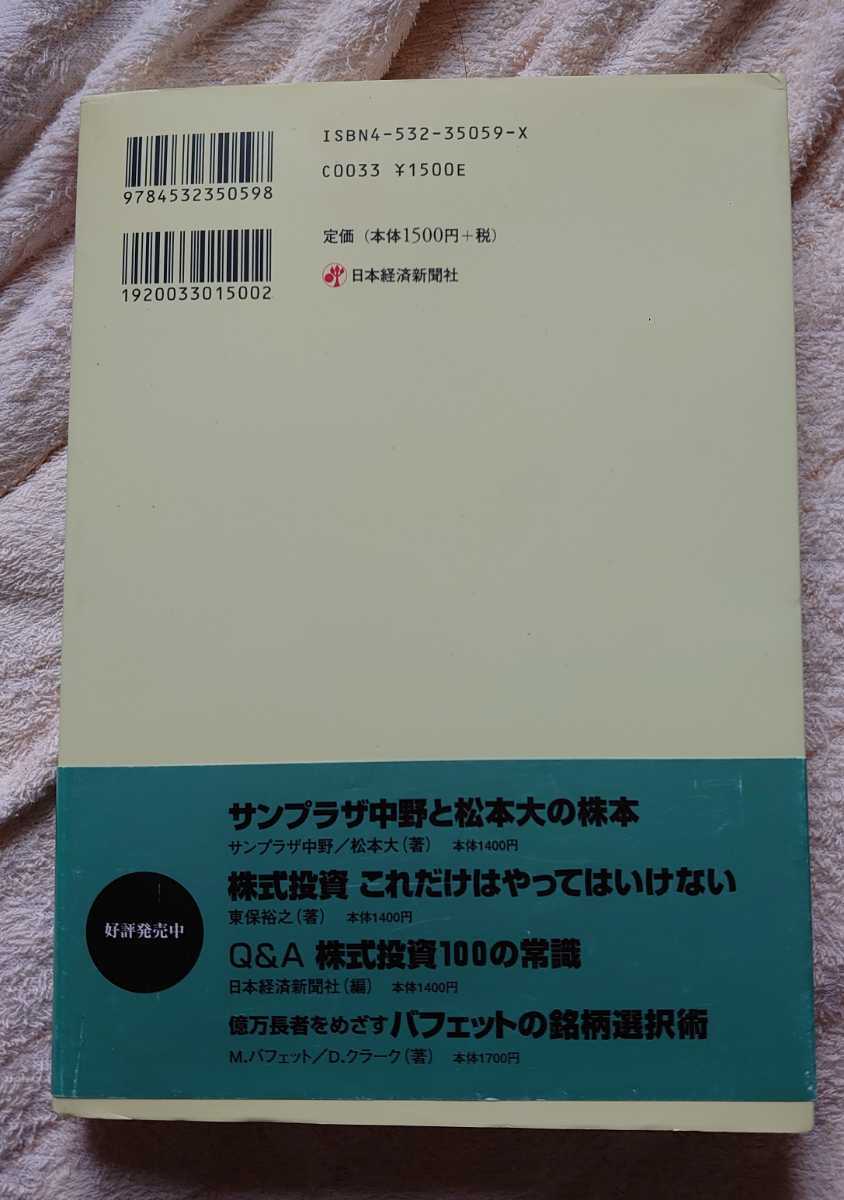 ISBN4-532-35059-X
9784532350598
C0033 ¥1500E
定価（本体1500円＋税）
日本経済新聞社
1920033015002
サンプラザ中野と松本大の株本
サンプラザ中野／松本大（著） 本体1400円
株式投資 これだけはやってはいけない
東保裕之（著） 本体1400円
好評発売中
Q&A 株式投資100の常識
日本経済新聞社（編） 本体1400円
億万長者をめざすバフェットの銘柄選択術
M.バフェット／D.クラーク（著） 本体1700円